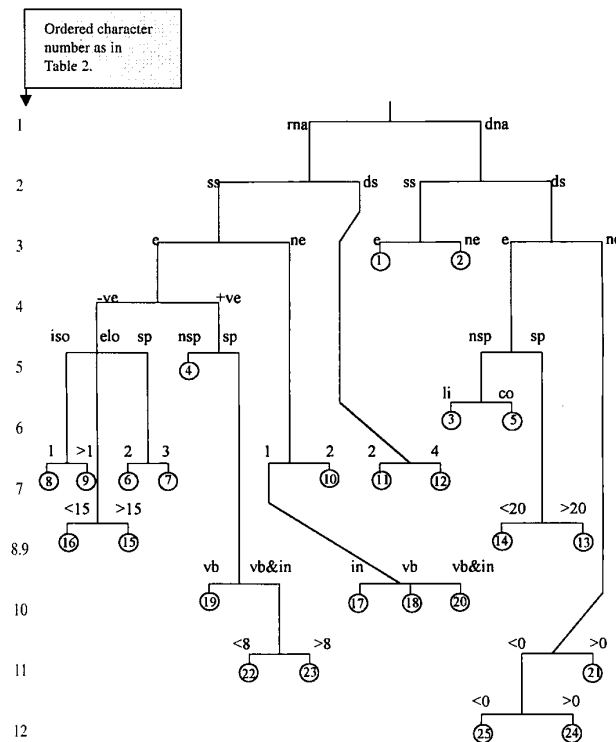 Ordered character
number as in
Table 2.
1
rna dna
2
ss ds ss ds
3
e ne e ne e ne
1 2
4
-ve +ve
iso elo sp nsp sp nsp sp
5
4
li co
3 5
6
1 >1 2 3 1 2 2 4
7
8 9 6 7 10 11 12
<15 >15 <20 >20
8.9
16 15 14 13
vb vb&in in vb vb&in
10
19 17 18 20
<8 >8 <0 >0
11
22 23 21
<0 >0
12
25 24